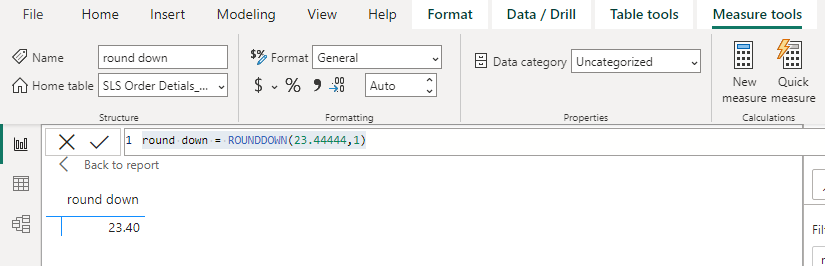 File Home Insert Modeling View Help Format Data / Drill Table tools Measure tools
Name round down
Home table SLS Order Detials_...
Structure
$% Format General
$ % , .00 Auto
Formatting
Data category Uncategorized
Properties
New measure
Quick measure
Calculations
1 round down = ROUNDDOWN(23.44444,1)
Back to report
round down
23.40
Fil